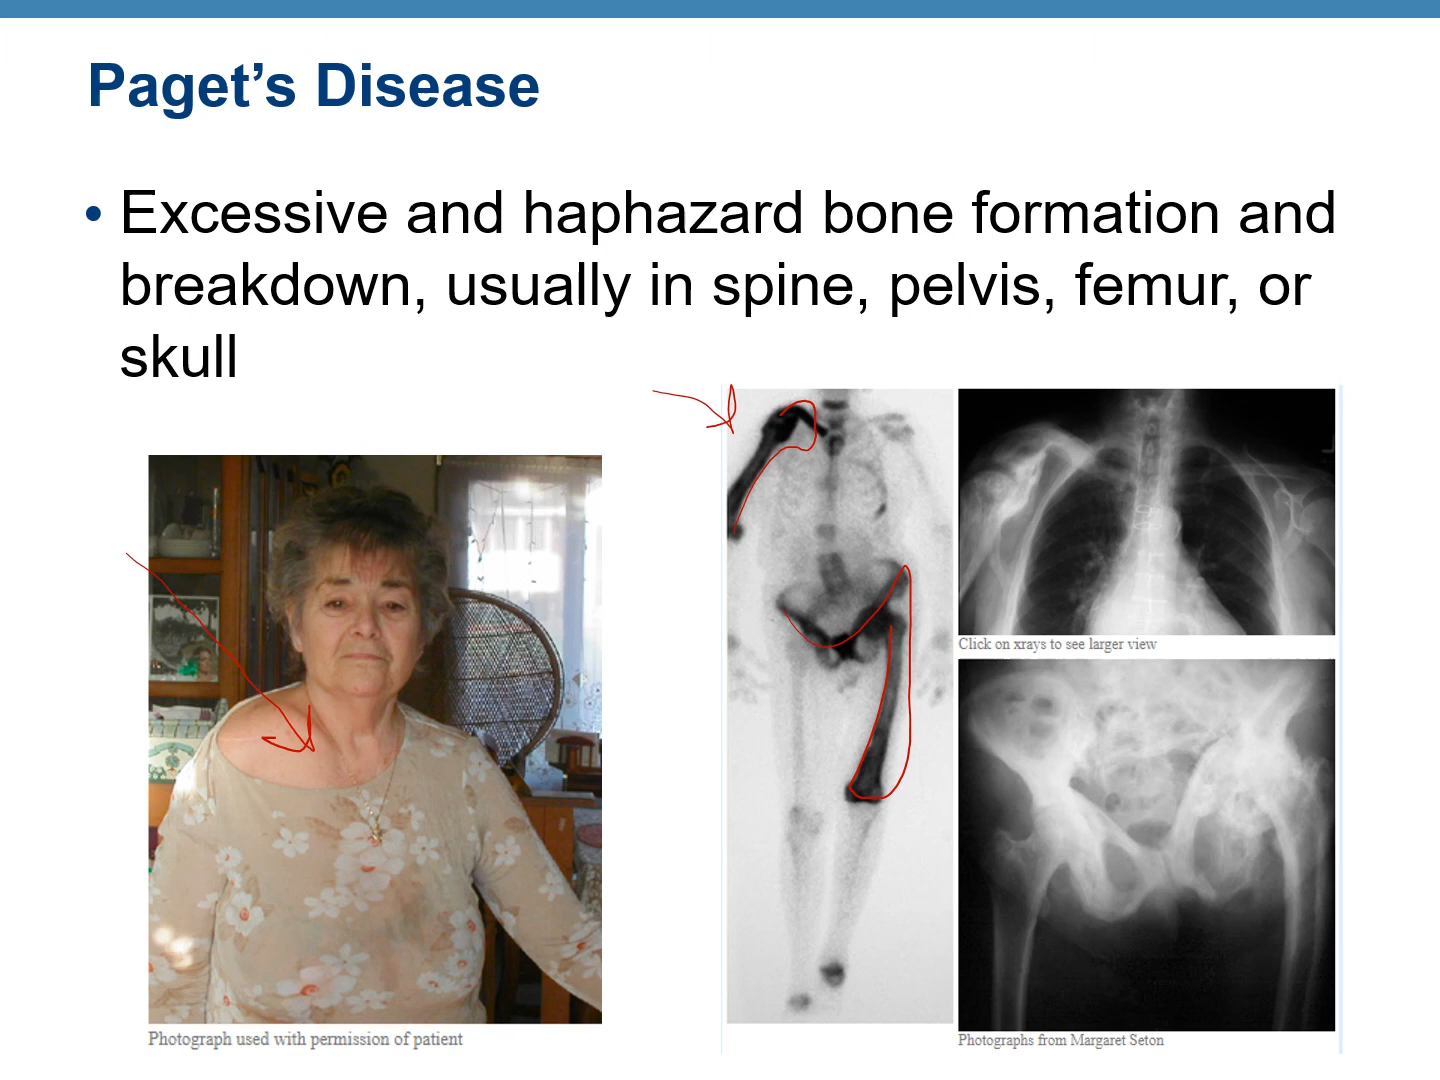 Paget’s Disease
• Excessive and haphazard bone formation and
breakdown, usually in spine, pelvis, femur, or
skull
Click on xrays to see larger view
Photograph used with permission of patient
Photographs from Margaret Seton